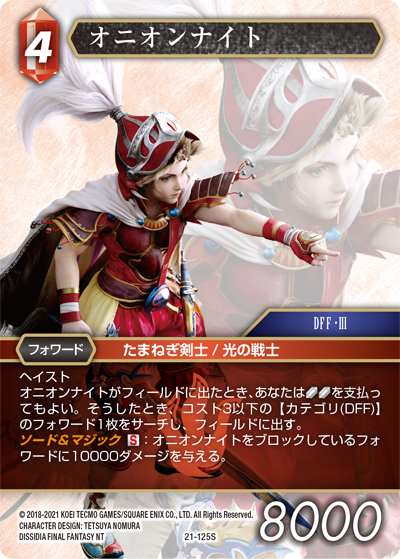 4
オニオンナイト
DFF・III
フォワード
たまねぎ剣士 / 光の戦士
ヘイスト
オニオンナイトがフィールドに出たとき、あなたは を支払っ
てもよい。そうしたとき、コスト3以下の【カテゴリ(DFF)】
のフォワード1枚をサーチし、フィールドに出す。
ソード&マジック S:オニオンナイトをブロックしているフォ
ワードに10000ダメージを与える。
© 2018-2021 KOEI TECMO GAMES/SQUARE ENIX CO., LTD. All Rights Reserved.
CHARACTER DESIGN: TETSUYA NOMURA
DISSIDIA FINAL FANTASY NT
21-125S
8000